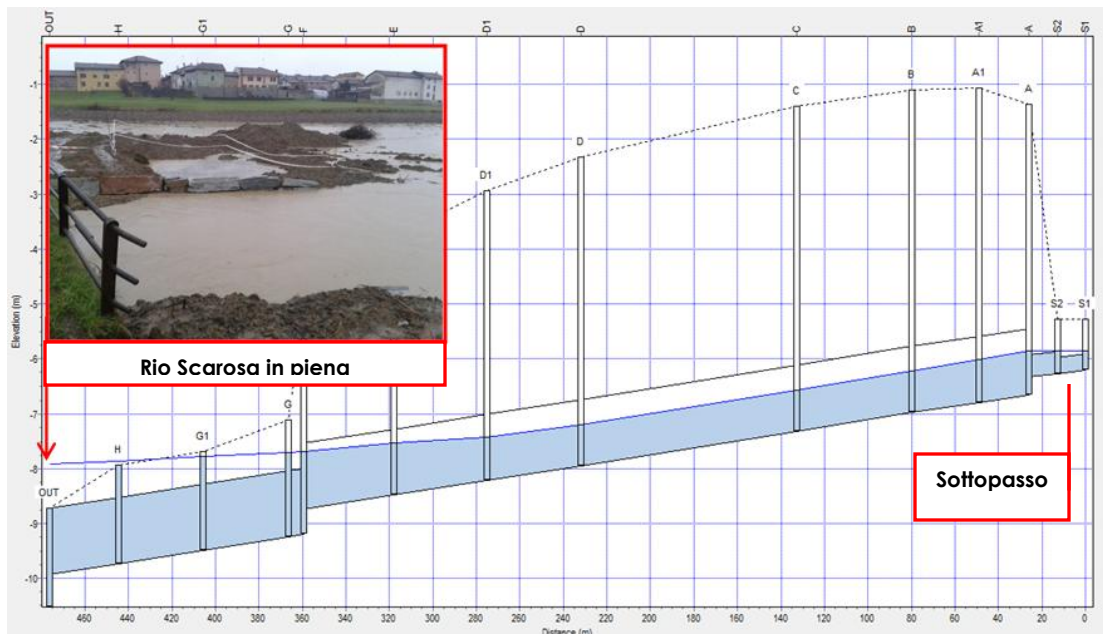 OUT H G1 G F E D1 D C B A1 A S2 S1
-1
-2
-3
-4
-5
-6
-7
-8
-9
-10
Elevation (m)
A1
B
A
C
D
D1
S2 S1
Rio Scarosa in piena
G
G1
H
OUT
Sottopasso
460 440 420 400 380 360 340 320 300 280 260 240 220 200 180 160 140 120 100 80 60 40 20 0
Distance (m)